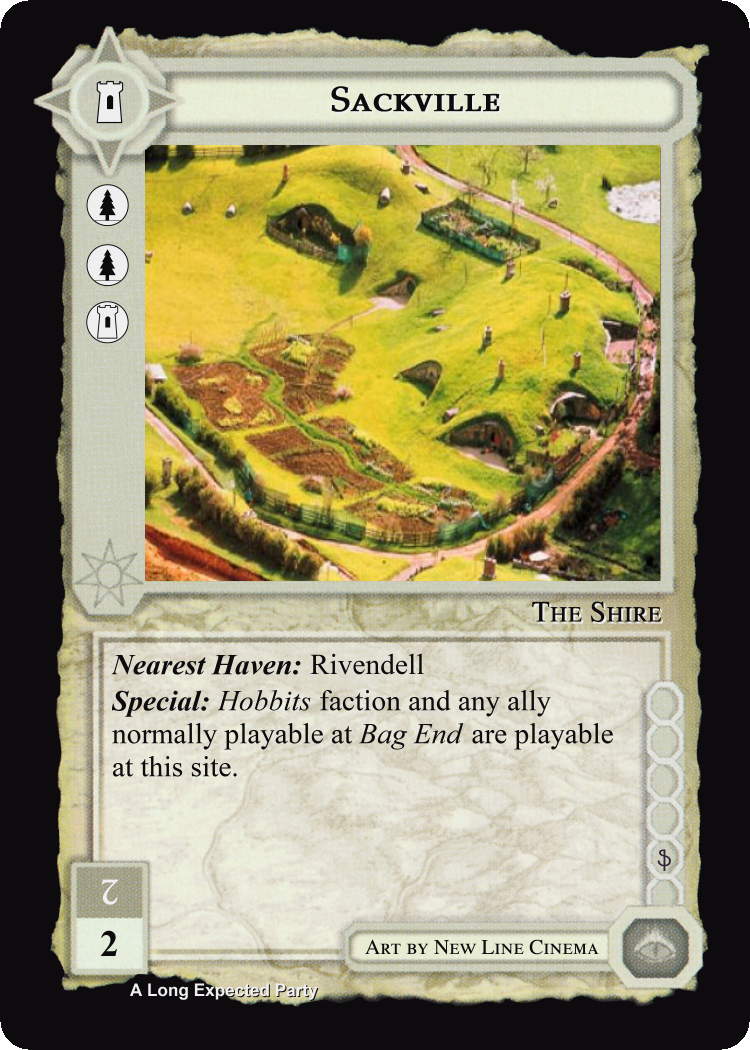 SACKVILLE
THE SHIRE
Nearest Haven: Rivendell
Special: Hobbits faction and any ally
normally playable at Bag End are playable
at this site.
2
ART BY NEW LINE CINEMA
A Long Expected Party